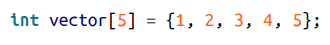 int vector[5] = {1, 2, 3, 4, 5};